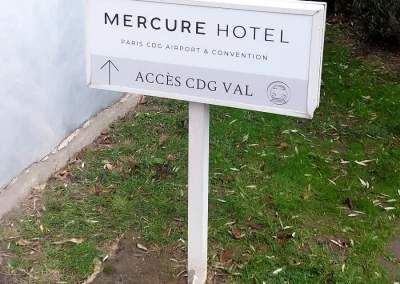 MERCURE HOTEL
PARIS CDG AIRPORT & CONVENTION
ACCÈS CDG VAL